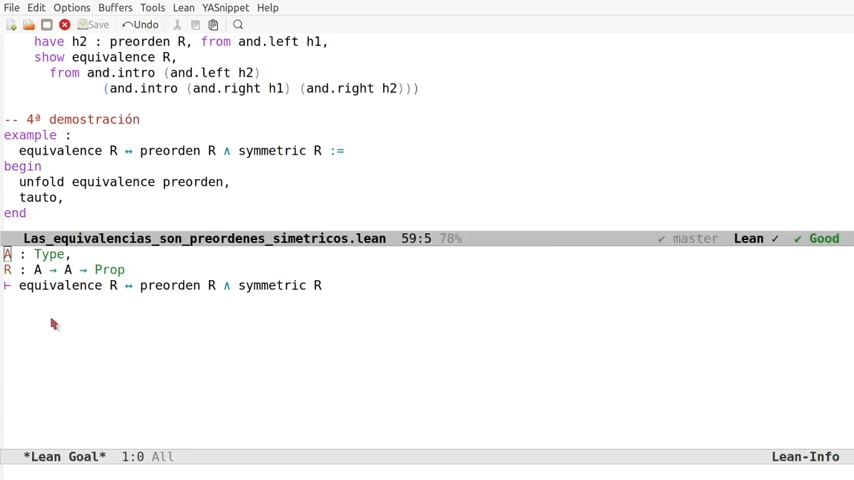 File Edit Options Buffers Tools Lean YASnippet Help
Save Undo
have h2 : preorden R, from and.left h1,
show equivalence R,
from and.intro (and.left h2)
(and.intro (and.right h1) (and.right h2)))
-- 4ª demostración
example :
equivalence R ↔ preorden R ∧ symmetric R :=
begin
unfold equivalence preorden,
tauto,
end
Las_equivalencias_son_preordenes_simetricos.lean 59:5 78% ✔ master Lean ✓ ✔ Good
A : Type,
R : A → A → Prop
⊢ equivalence R ↔ preorden R ∧ symmetric R
*Lean Goal* 1:0 All Lean-Info